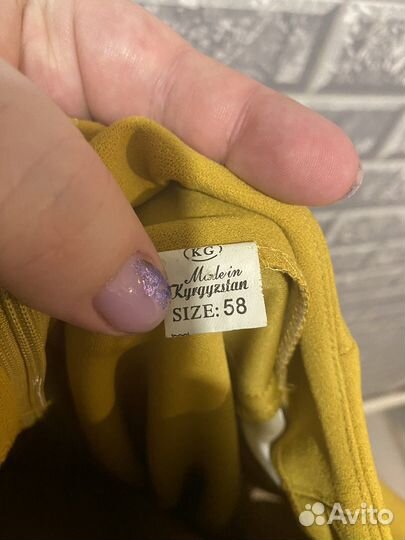 KG
Made in
Kyrgyzstan
SIZE: 58
Avito